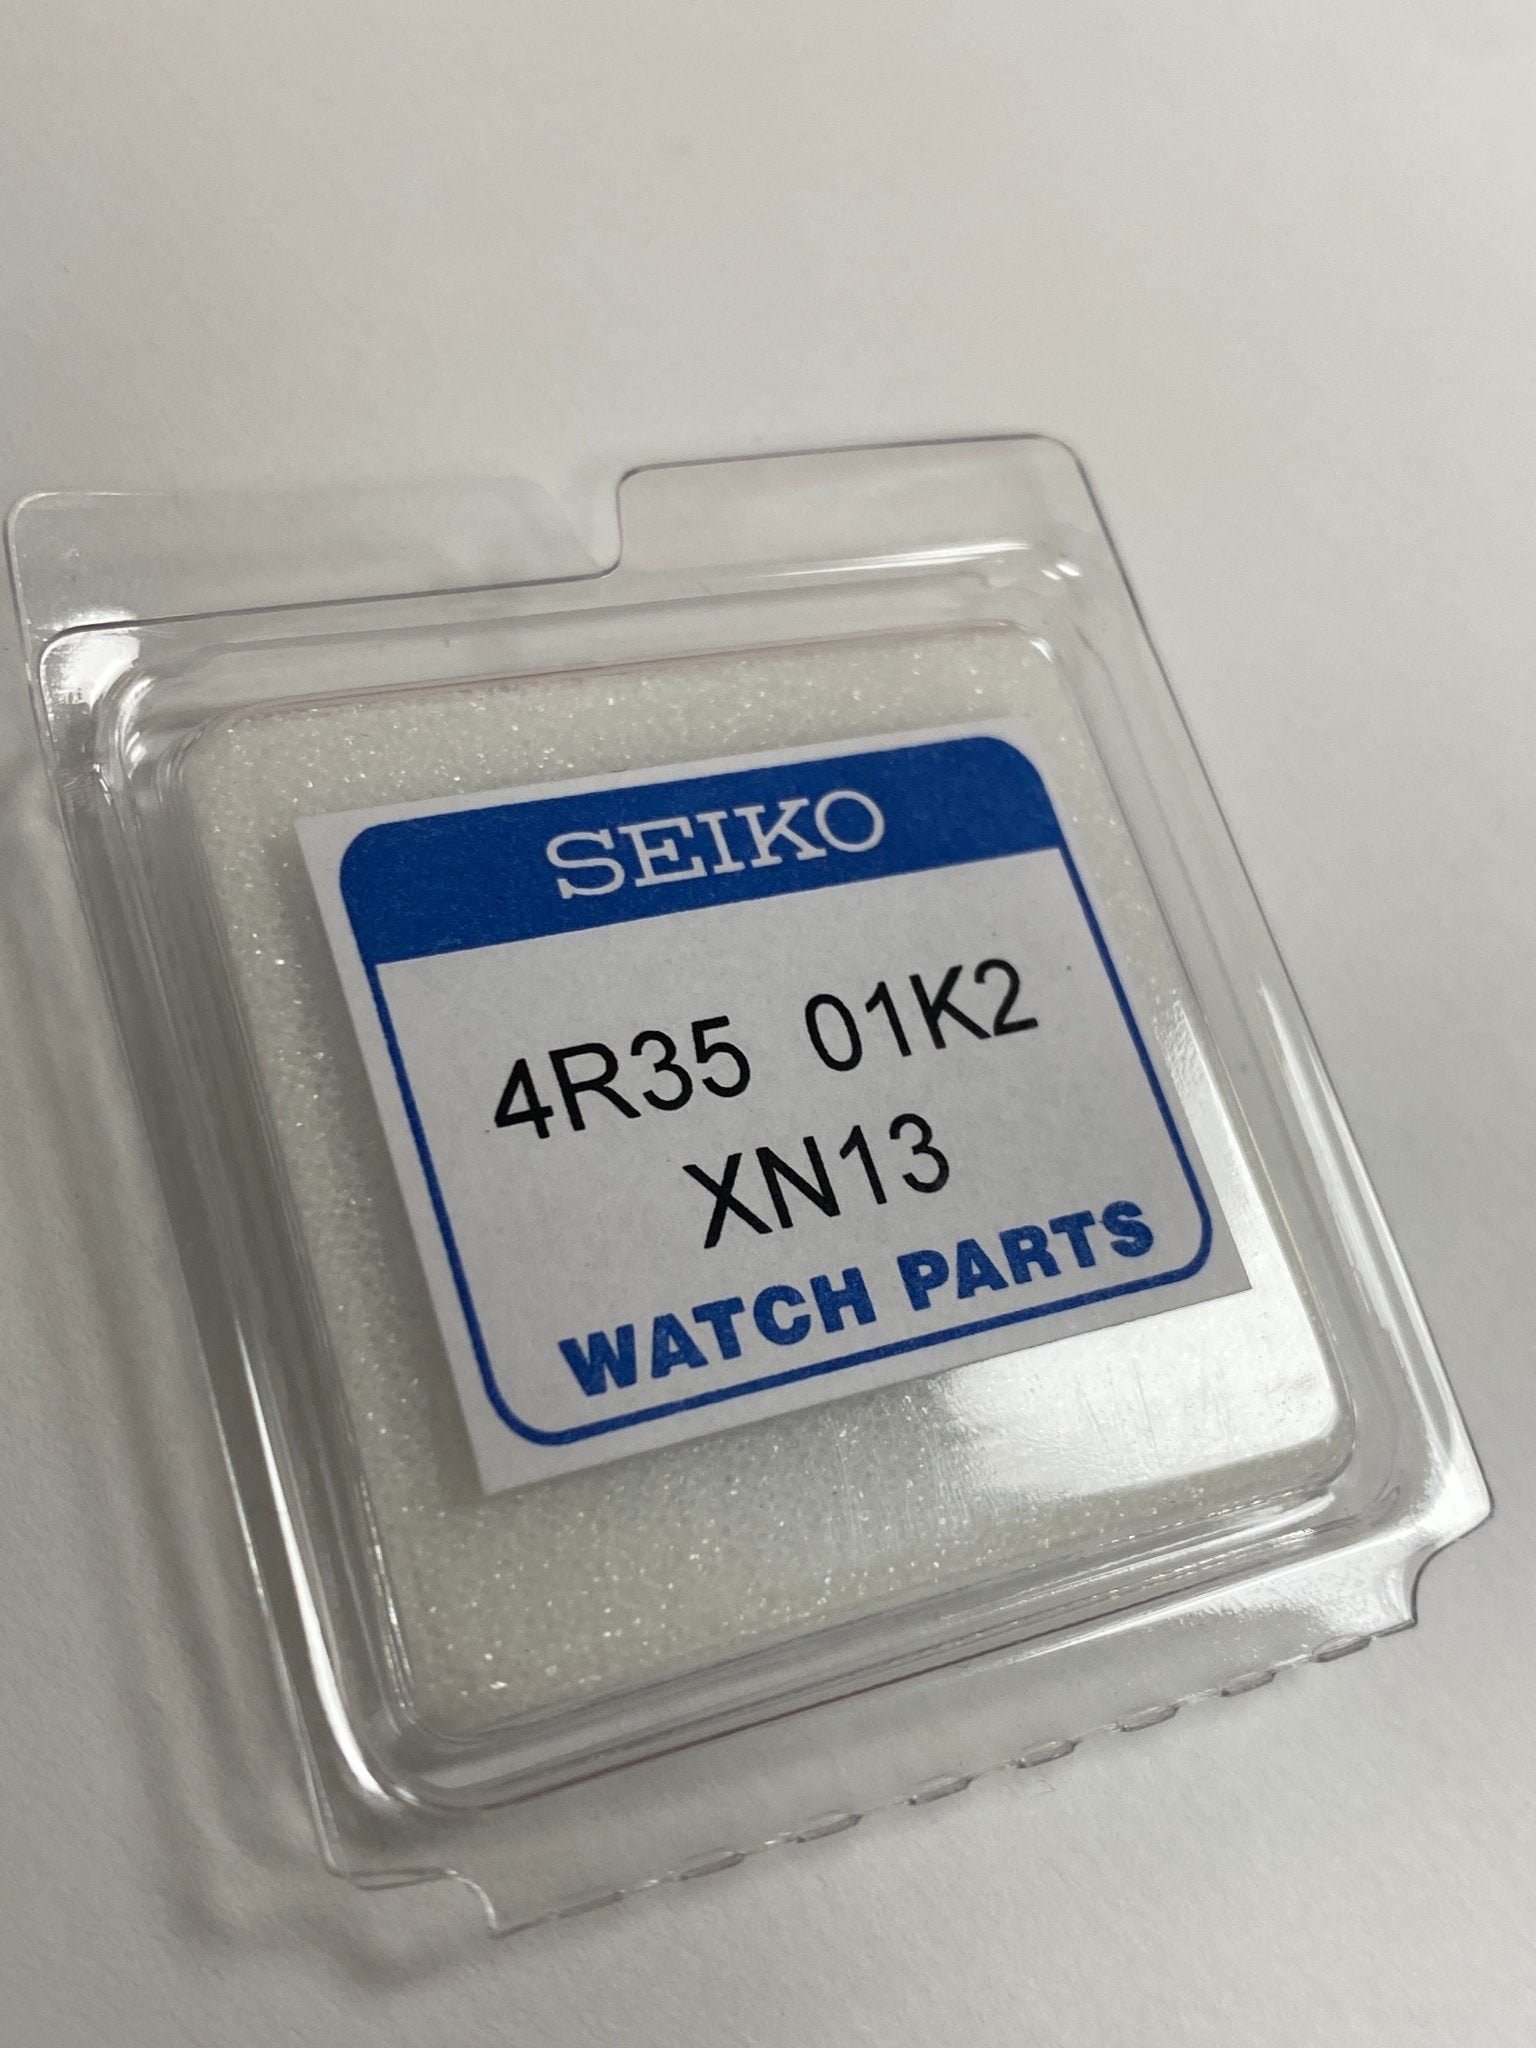 SEIKO
4R35 01K2
XN13
WATCH PARTS